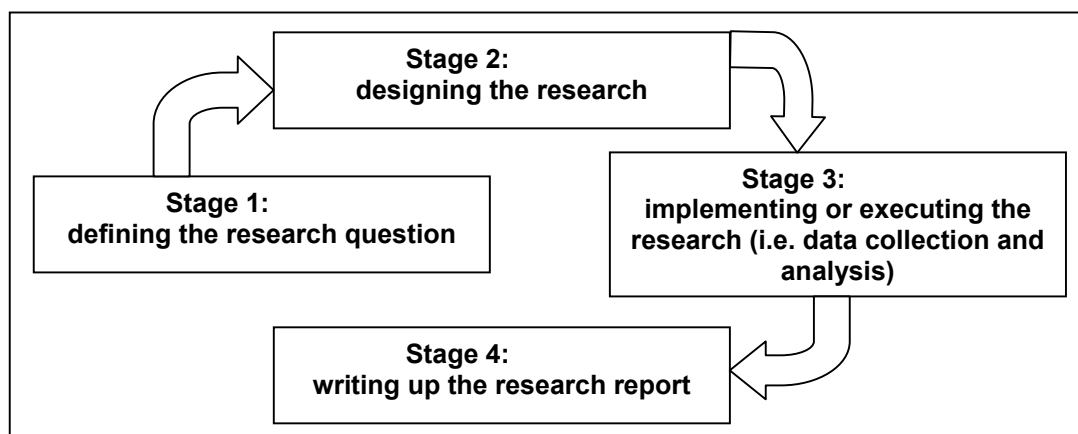 Stage 1:
defining the research question
Stage 2:
designing the research
Stage 3:
implementing or executing the
research (i.e. data collection and
analysis)
Stage 4:
writing up the research report